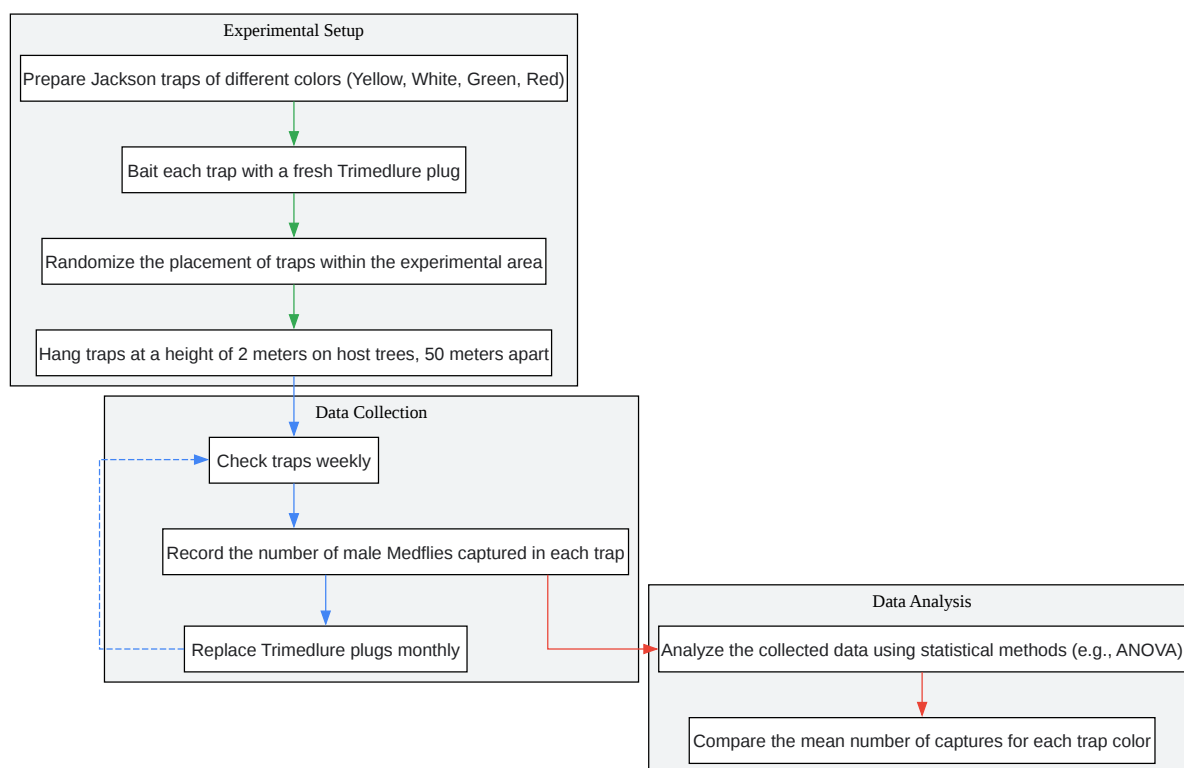 Experimental Setup
Prepare Jackson traps of different colors (Yellow, White, Green, Red)
Bait each trap with a fresh Trimedlure plug
Randomize the placement of traps within the experimental area
Hang traps at a height of 2 meters on host trees, 50 meters apart
Data Collection
Check traps weekly
Record the number of male Medflies captured in each trap
Replace Trimedlure plugs monthly
Data Analysis
Analyze the collected data using statistical methods (e.g., ANOVA)
Compare the mean number of captures for each trap color